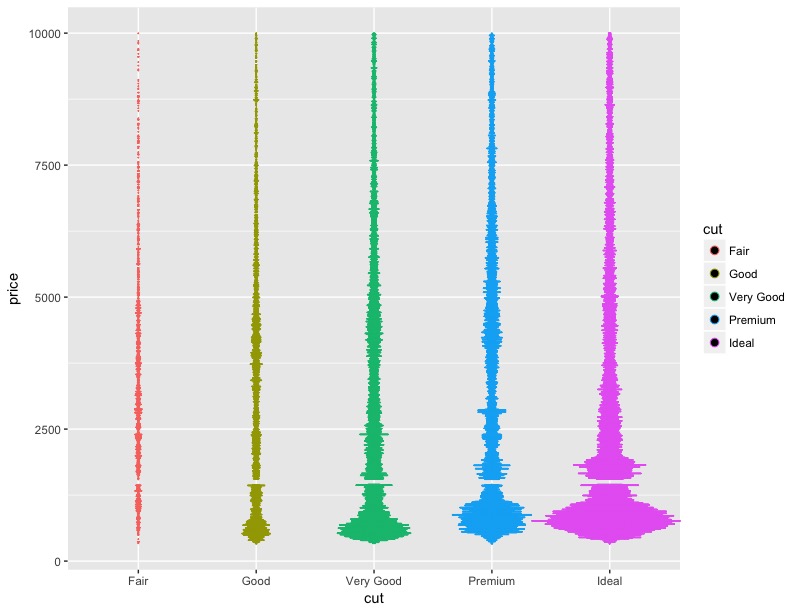 10000
7500
5000
2500
0
price
Fair
Good
Very Good
Premium
Ideal
cut
cut
Fair
Good
Very Good
Premium
Ideal